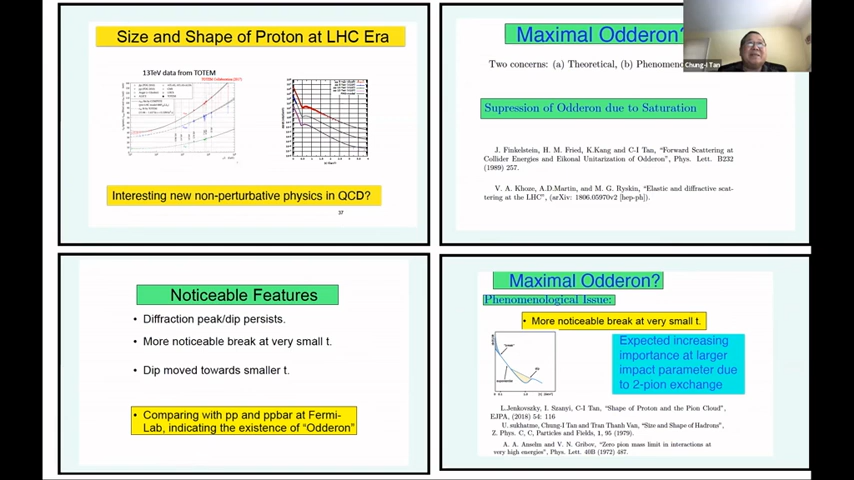 Size and Shape of Proton at LHC Era
13TeV data from TOTEM
Interesting new non-perturbative physics in QCD?
37
Maximal Odderon?
Chung-I Tan
Two concerns: (a) Theoretical, (b) Phenom
Supression of Odderon due to Saturation
J. Finkelstein, H. M. Fried, K.Kang and C-I Tan, "Forward Scattering at
Collider Energies and Eikonal Unitarization of Odderon", Phys. Lett. B232
(1989) 257.
V. A. Khoze, A.D.Martin, and M. G. Ryskin, "Elastic and diffractive scat-
tering at the LHC", (arXiv: 1806.05970v2 [hep-ph]).
Noticeable Features
• Diffraction peak/dip persists.
• More noticeable break at very small t.
• Dip moved towards smaller t.
• Comparing with pp and ppbar at Fermi-
Lab, indicating the existence of "Odderon"
Maximal Odderon?
Phenomenological Issue:
• More noticeable break at very small t.
"break"
dip
exponential
Expected increasing
importance at larger
impact parameter due
to 2-pion exchange
L.Jenkovszky, I. Szanyi, C-I Tan, "Shape of Proton and the Pion Cloud",
EJPA, (2018) 54: 116
U. sukhatme, Chung-I Tan and Tran Thanh Van, "Size and Shape of Hadrons",
Z. Phys. C, C, Particles and Fields, 1, 95 (1979).
A. A. Anselm and V. N. Gribov, "Zero pion mass limit in interactions at
very high energies", Phys. Lett. 40B (1972) 487.